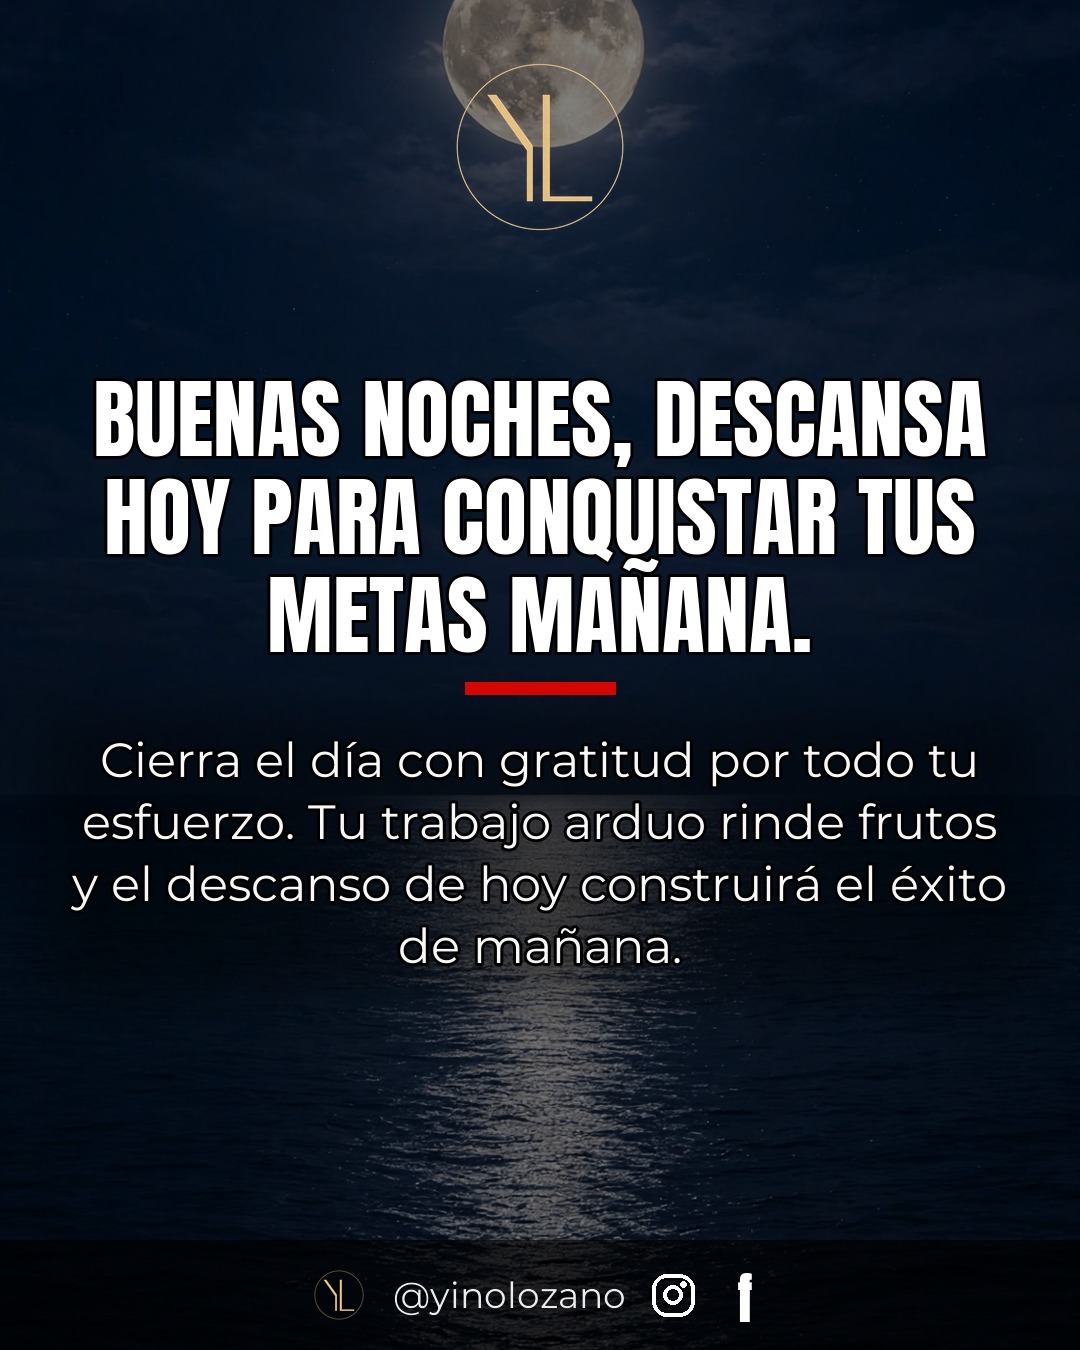 YL
BUENAS NOCHES, DESCANSA
HOY PARA CONQUISTAR TUS
METAS MAÑANA.
Cierra el día con gratitud por todo tu
esfuerzo. Tu trabajo arduo rinde frutos
y el descanso de hoy construirá el éxito
de mañana.
YL @yinolozano f